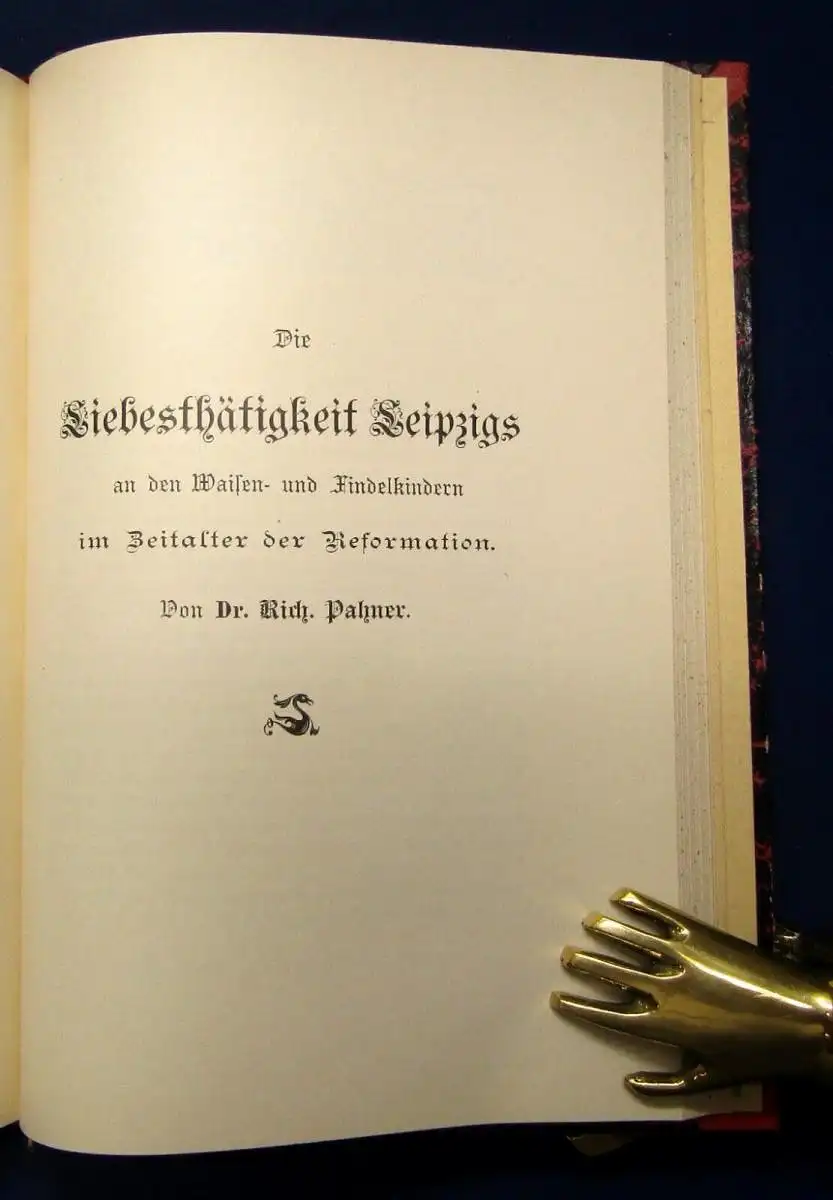 Die
Liebesthätigkeit Leipzigs
an den Waiſen- und Findelkindern
im Zeitalter der Reformation.
Von Dr. Rich. Pahner.